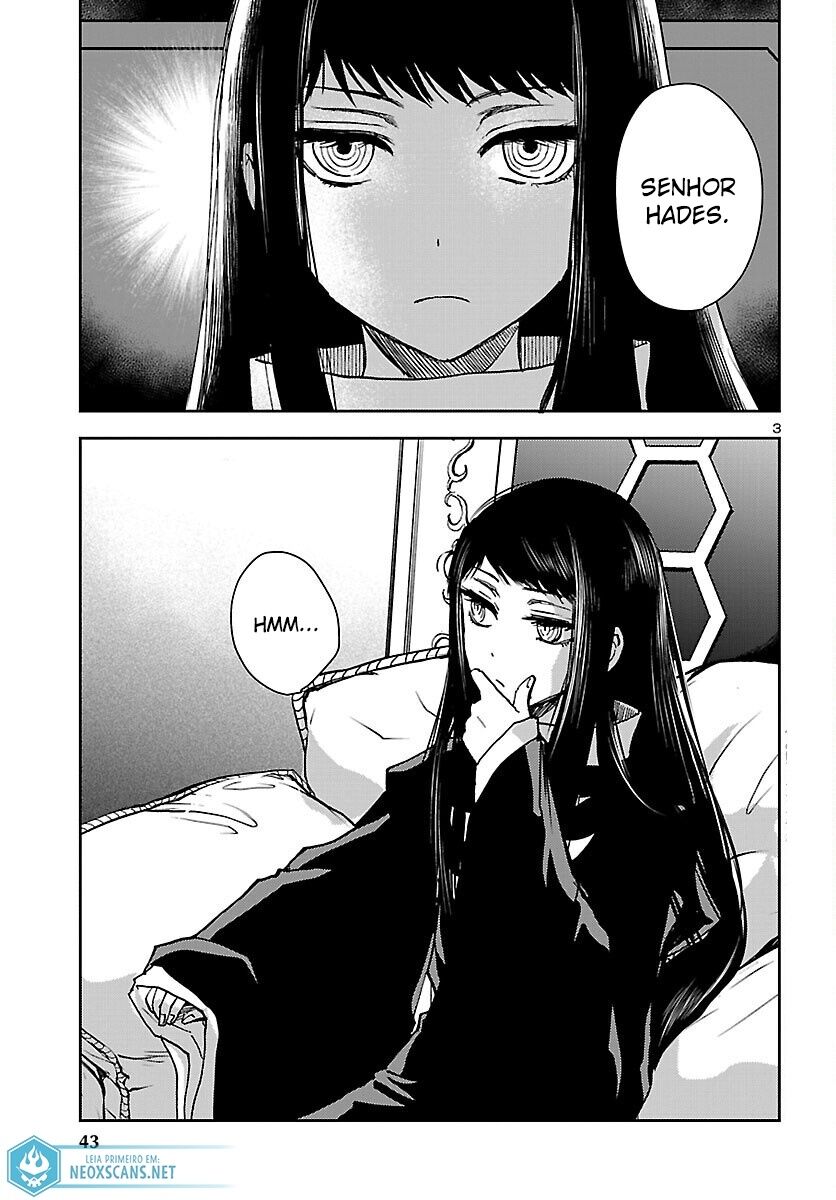 SENHOR
HADES.
3
HMM...
43
LEIA PRIMEIRO EM:
NEOXSCANS.NET